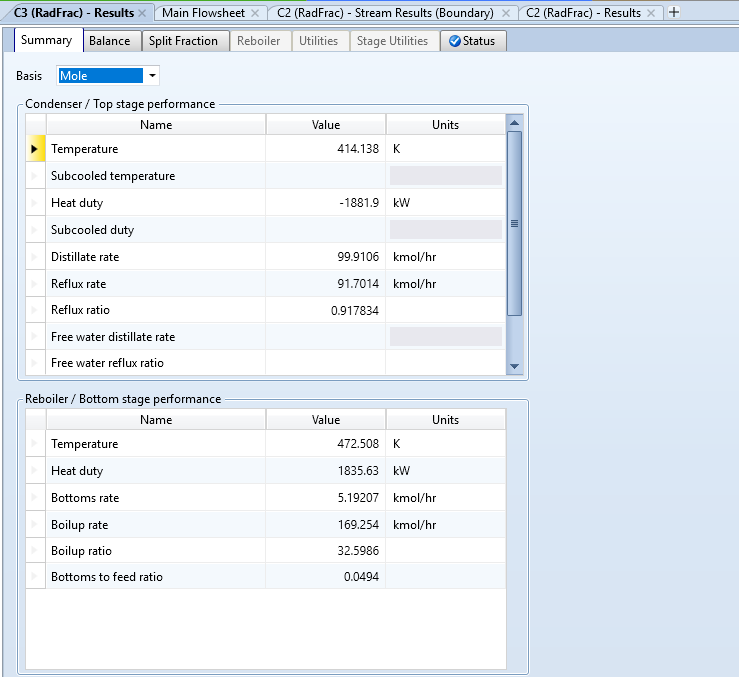 C3 (RadFrac) - Results Main Flowsheet C2 (RadFrac) - Stream Results (Boundary) C2 (RadFrac) - Results
Summary Balance Split Fraction Reboiler Utilities Stage Utilities Status
Basis Mole
Condenser / Top stage performance
Name Value Units
Temperature 414.138 K
Subcooled temperature
Heat duty -1881.9 kW
Subcooled duty
Distillate rate 99.9106 kmol/hr
Reflux rate 91.7014 kmol/hr
Reflux ratio 0.917834
Free water distillate rate
Free water reflux ratio
Reboiler / Bottom stage performance
Name Value Units
Temperature 472.508 K
Heat duty 1835.63 kW
Bottoms rate 5.19207 kmol/hr
Boilup rate 169.254 kmol/hr
Boilup ratio 32.5986
Bottoms to feed ratio 0.0494